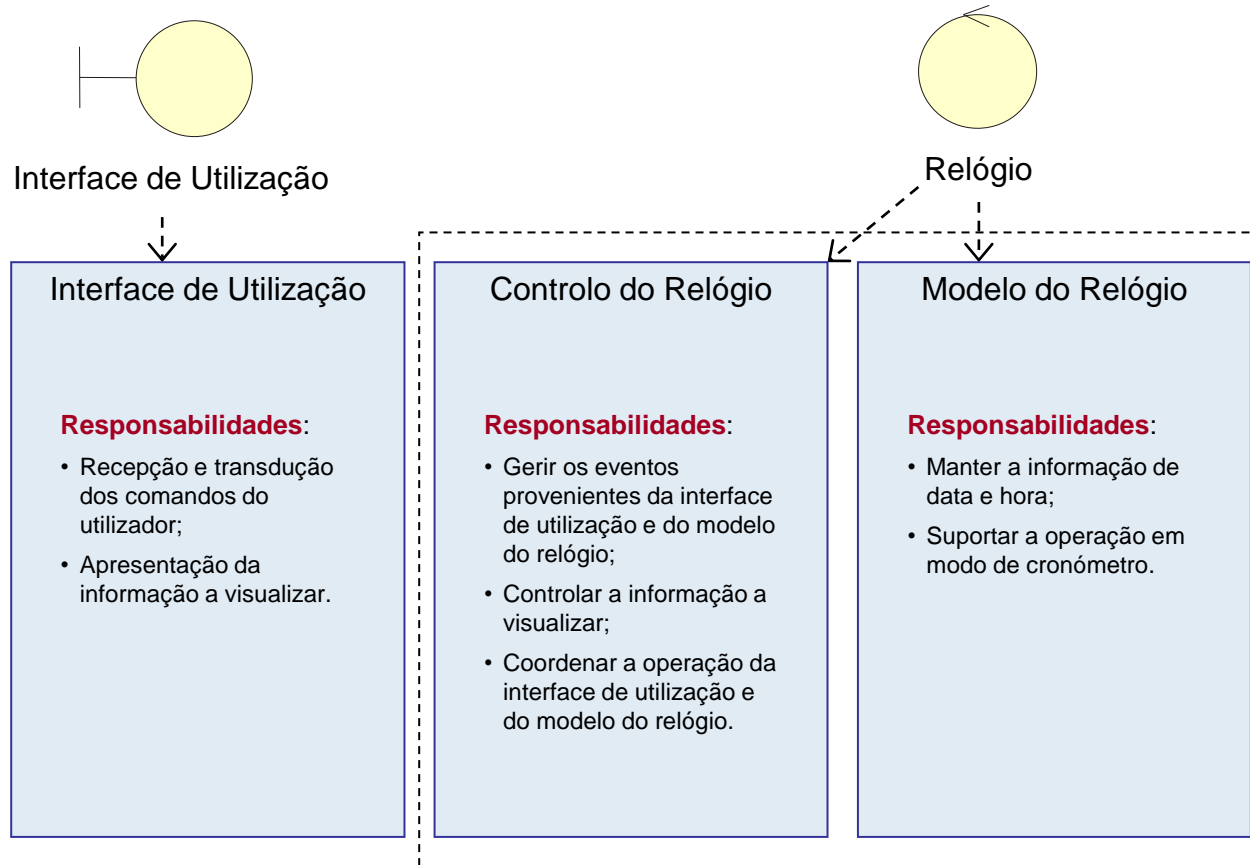 Interface de Utilização
Relógio
Interface de Utilização
Responsabilidades:
• Recepção e transdução
dos comandos do
utilizador;
• Apresentação da
informação a visualizar.
Controlo do Relógio
Responsabilidades:
• Gerir os eventos
provenientes da interface
de utilização e do modelo
do relógio;
• Controlar a informação a
visualizar;
• Coordenar a operação da
interface de utilização e
do modelo do relógio.
Modelo do Relógio
Responsabilidades:
• Manter a informação de
data e hora;
• Suportar a operação em
modo de cronómetro.